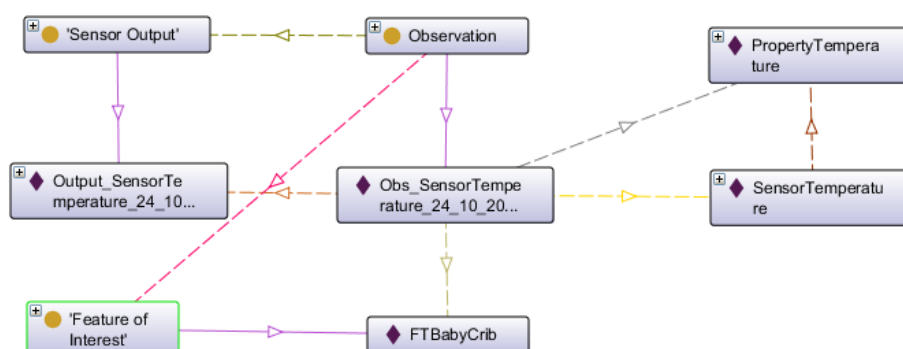 'Sensor Output'
Observation
PropertyTempera
ture
Output_SensorTe
mperature_24_10...
Obs_SensorTempe
rature_24_10_20...
SensorTemperatu
re
'Feature of
Interest'
FTBabyCrib